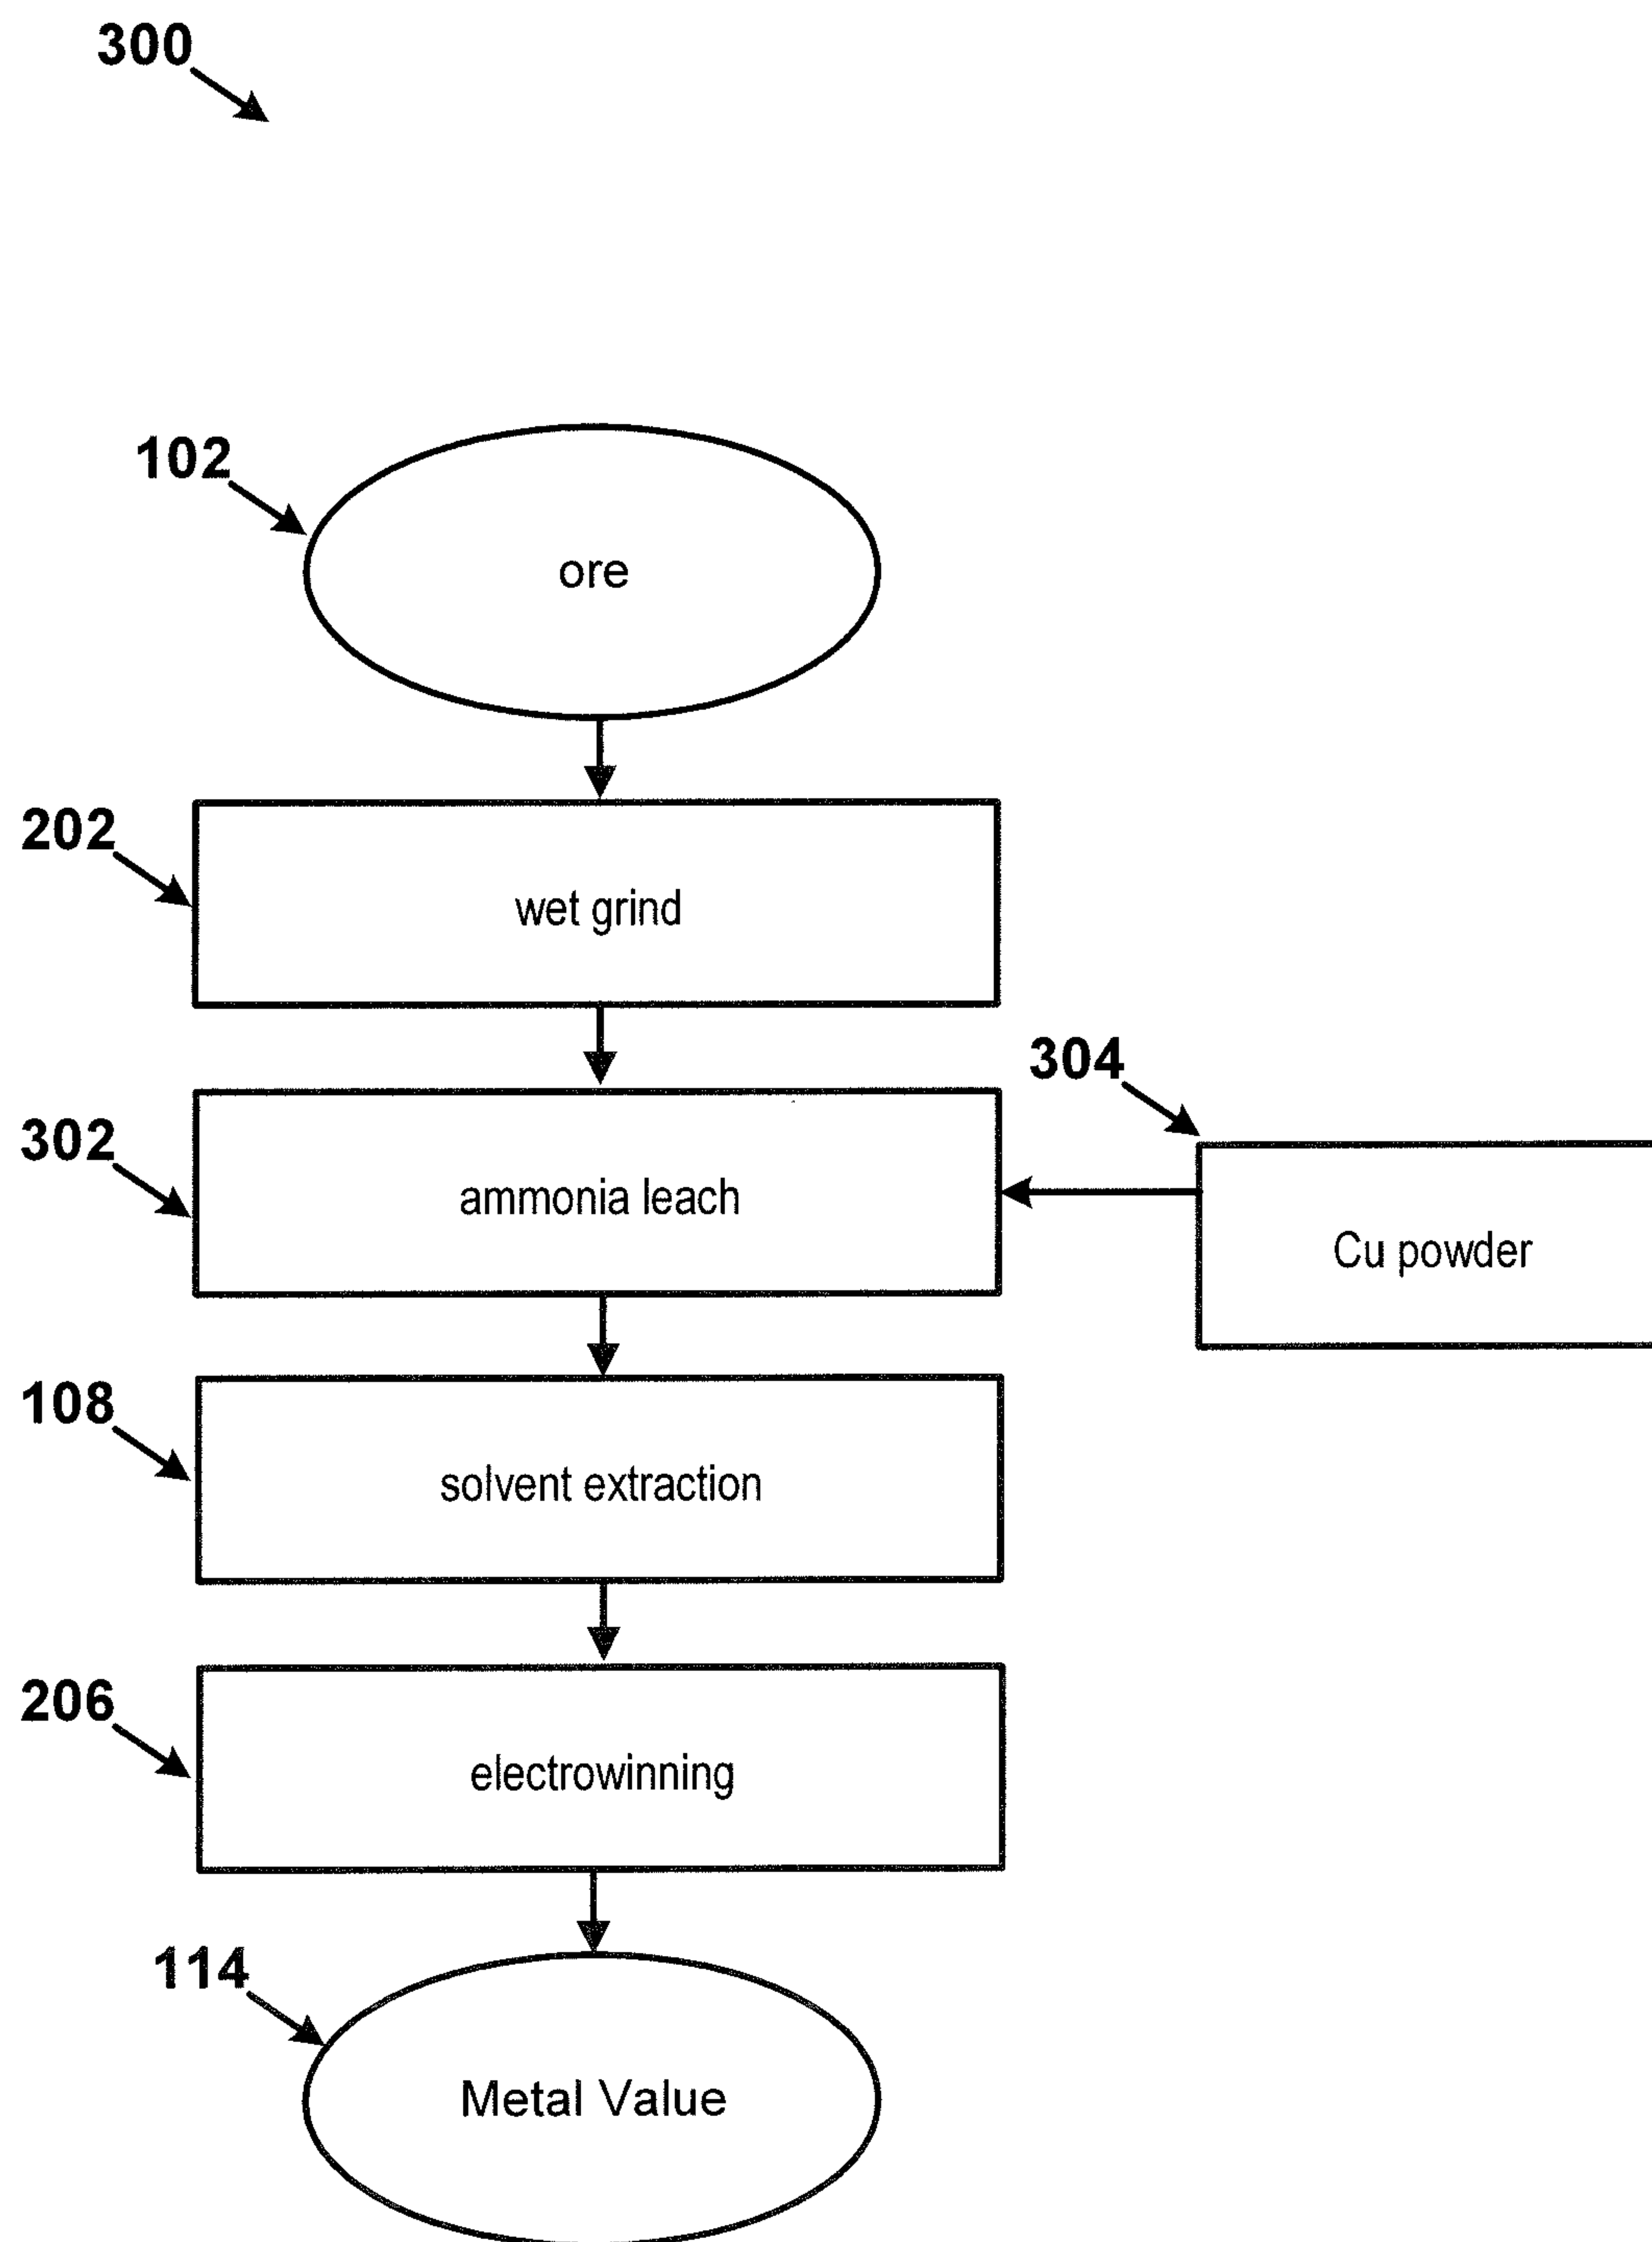 300
102
ore
202
wet grind
304
302
ammonia leach
Cu powder
108
solvent extraction
206
electrowinning
114
Metal Value